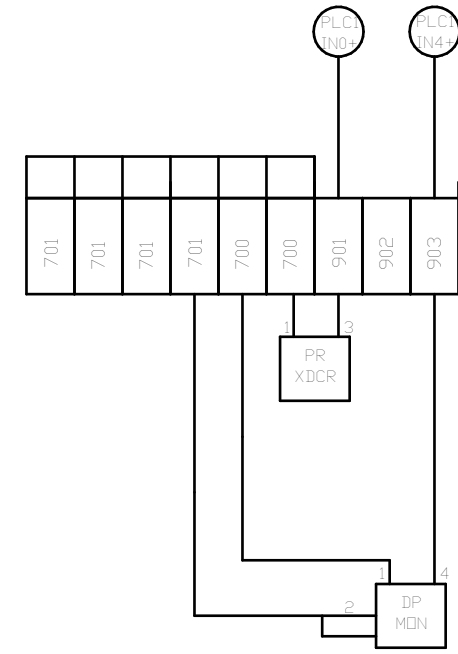 PLC1
IN0+
PLC1
IN4+
701
701
701
701
700
700
901
902
903
1
3
PR
XDCR
1
4
2
DP
MON